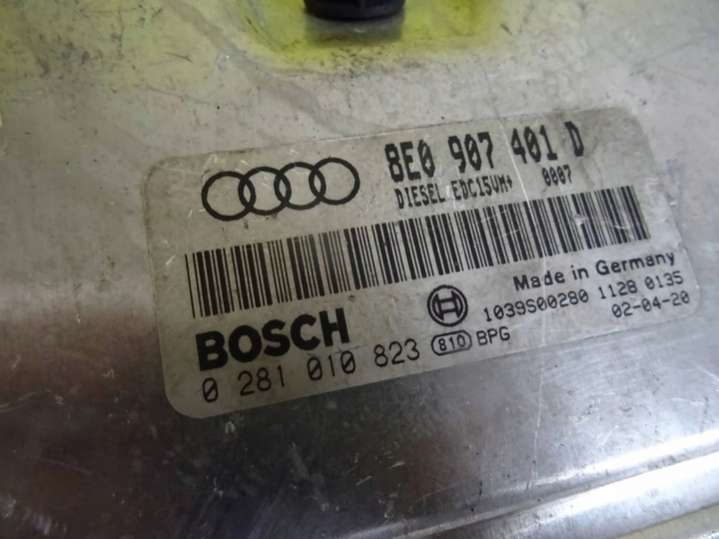 8E0 907 401 D
DIESEL EDC15VM+ 0007
Made in Germany
BOSCH
1039S00280 1128 0135
0 281 010 823 810 BPG 02-04-20